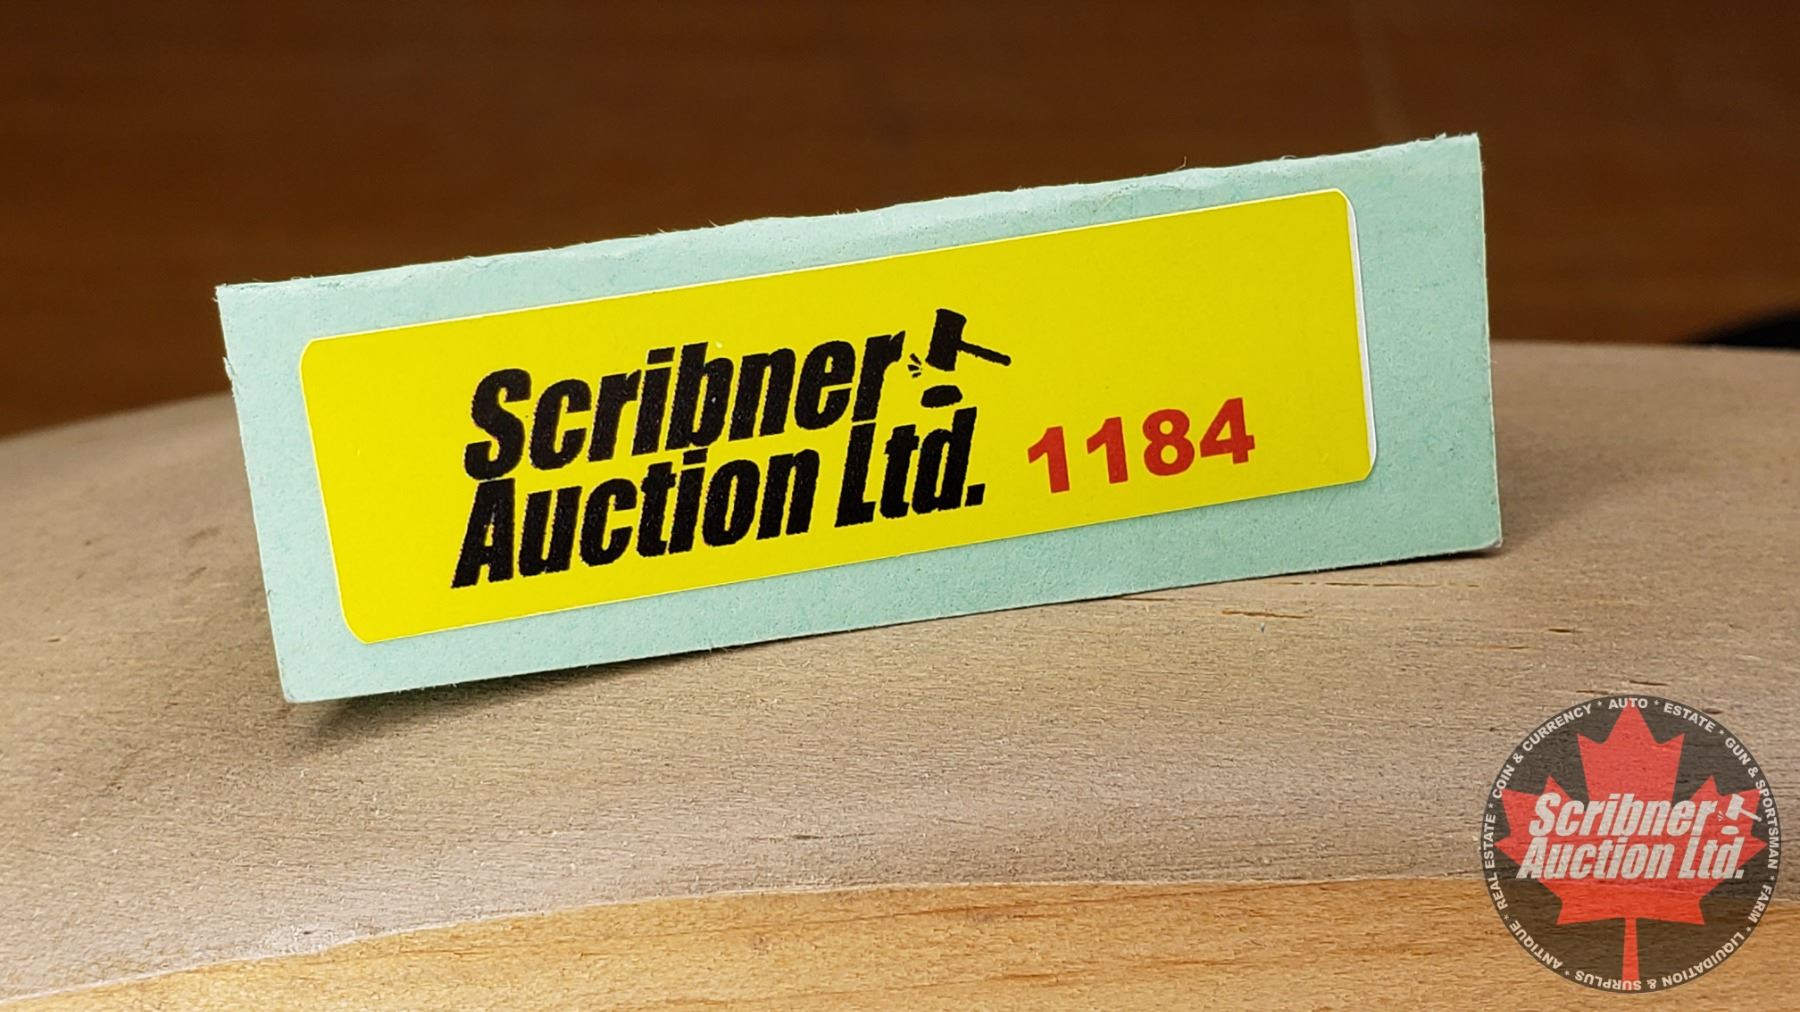 Scribner
Auction Ltd. 1184
COIN & CURRENCY * AUTO * ESTATE * GUN & SPORTSMAN * FARM * LIQUIDATION & SURPLUS * ANTIQUE * REAL ESTATE *
Scribner
Auction Ltd.